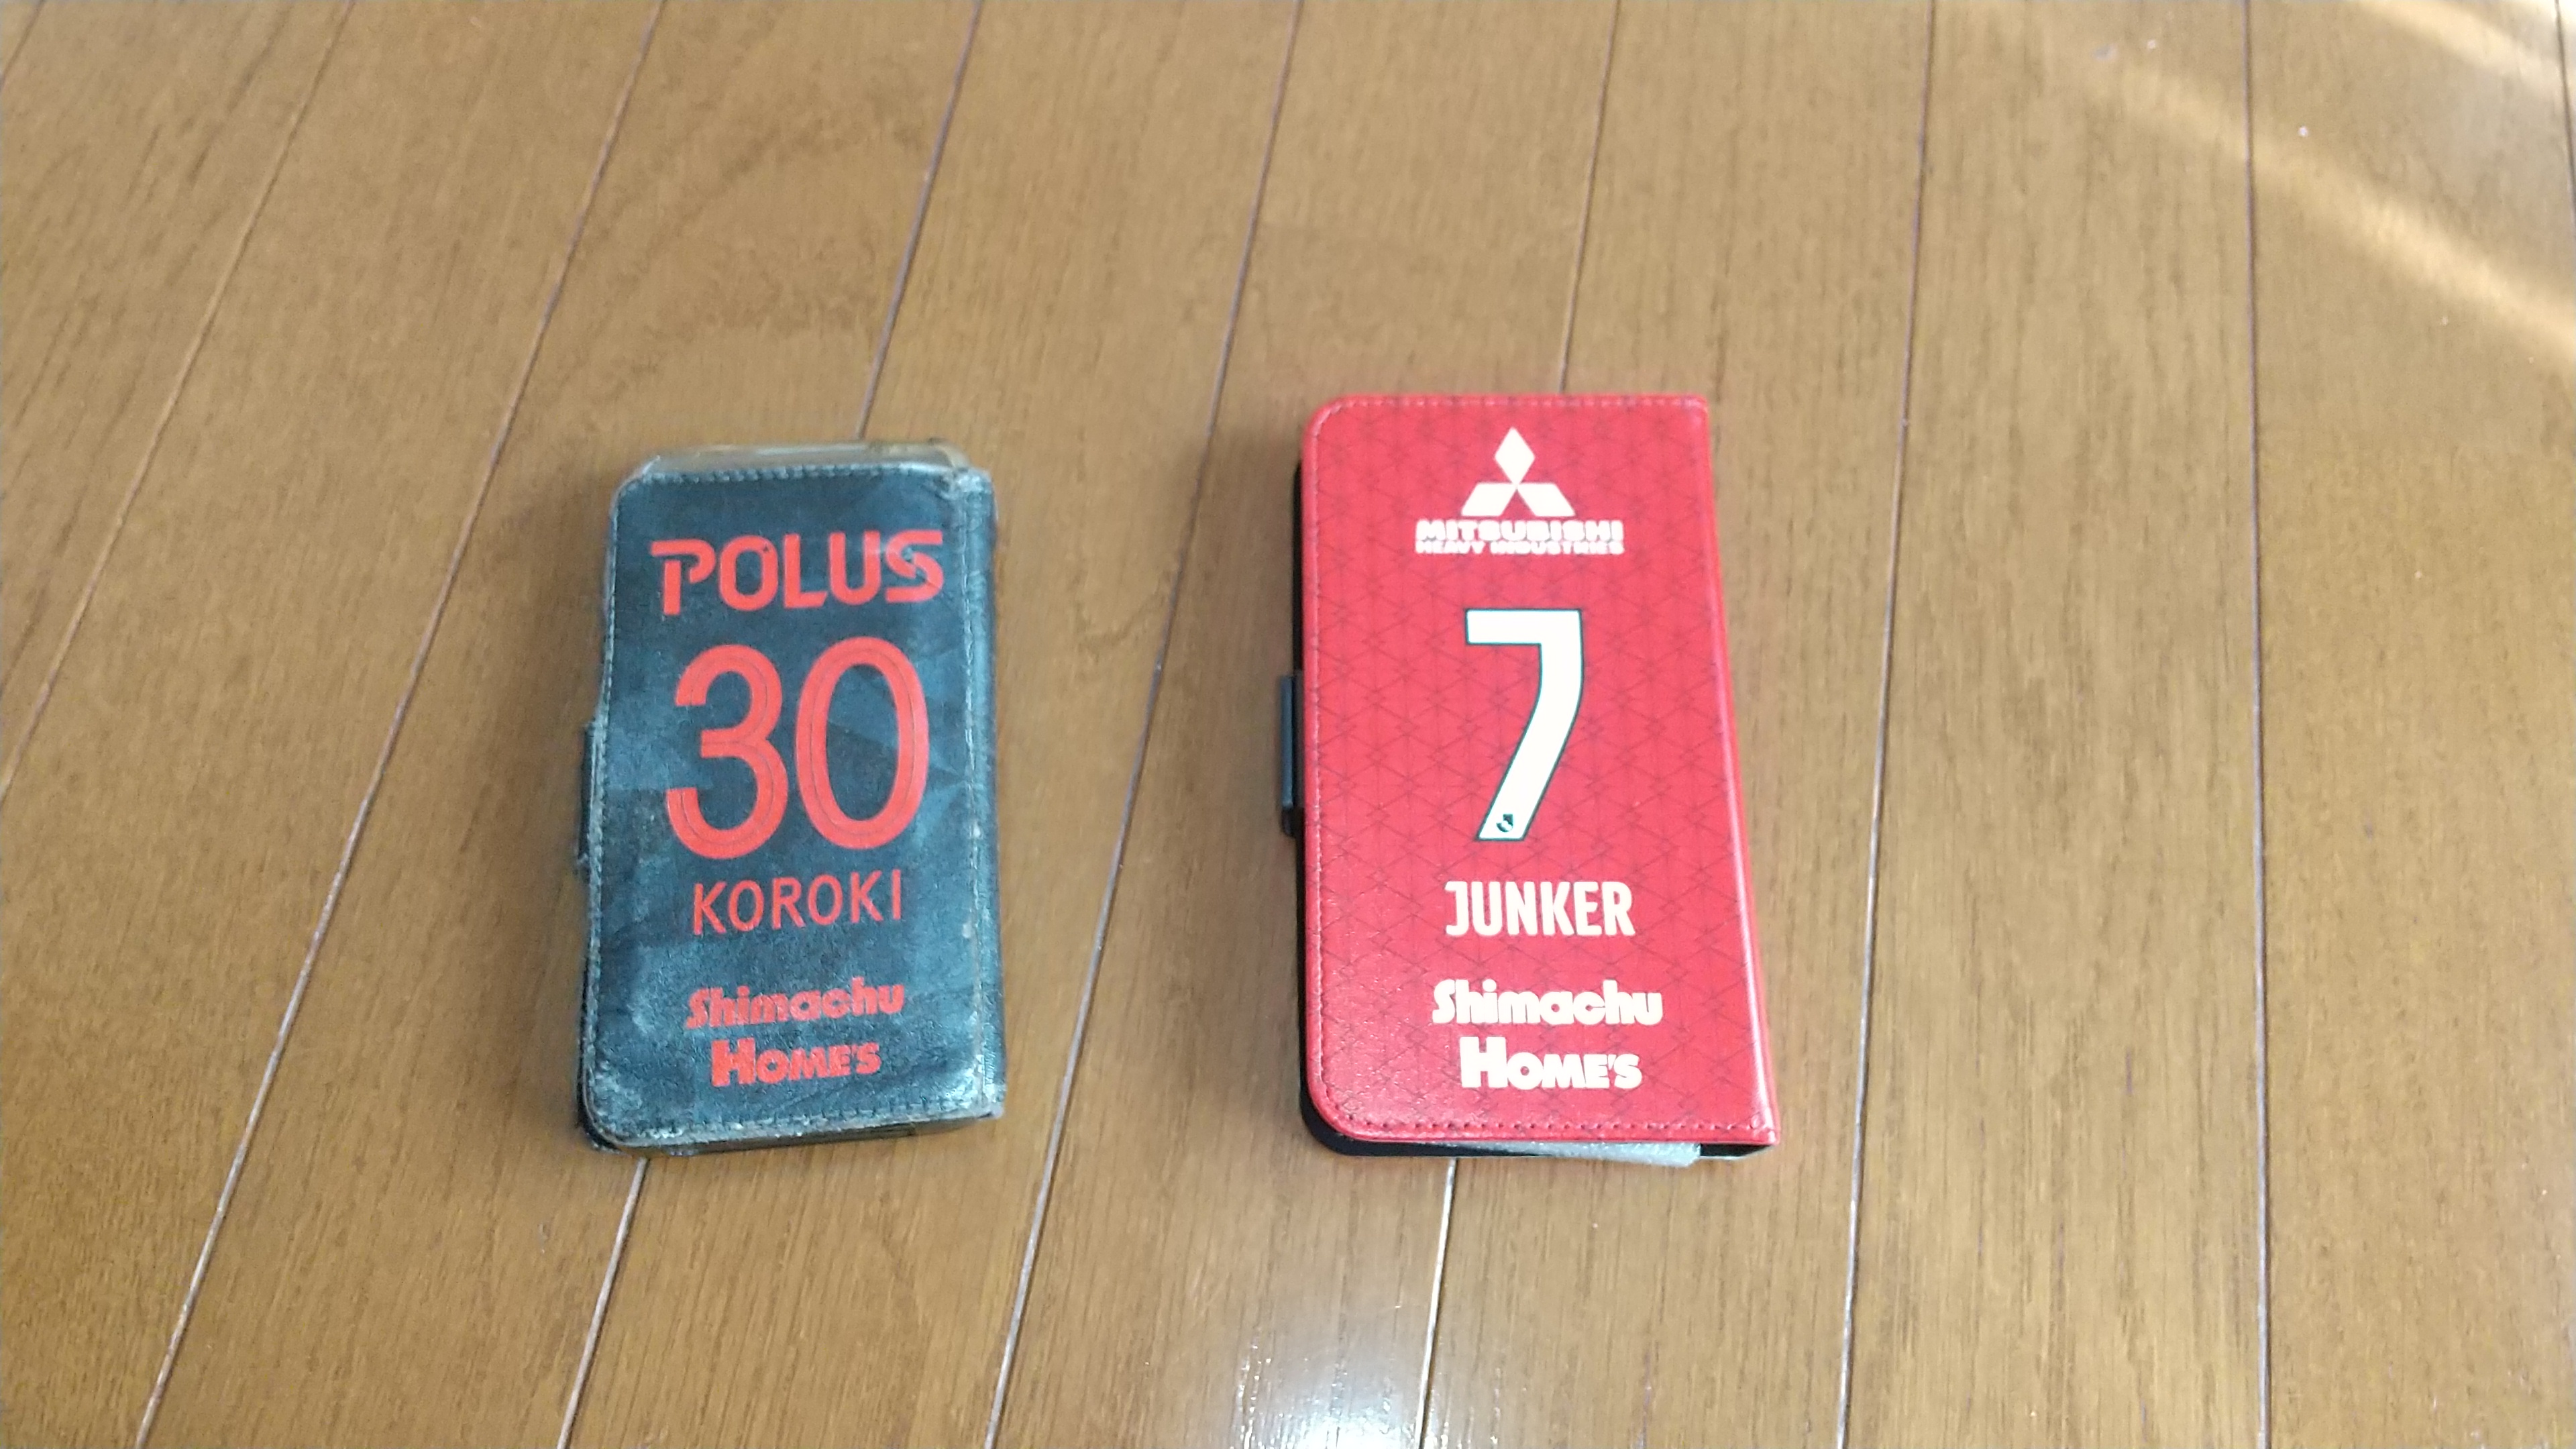 POLUS
30
KOROKI
Shimachu
HOME'S
MITSUBISHI
HEAVY INDUSTRIES
7
JUNKER
Shimachu
HOME'S